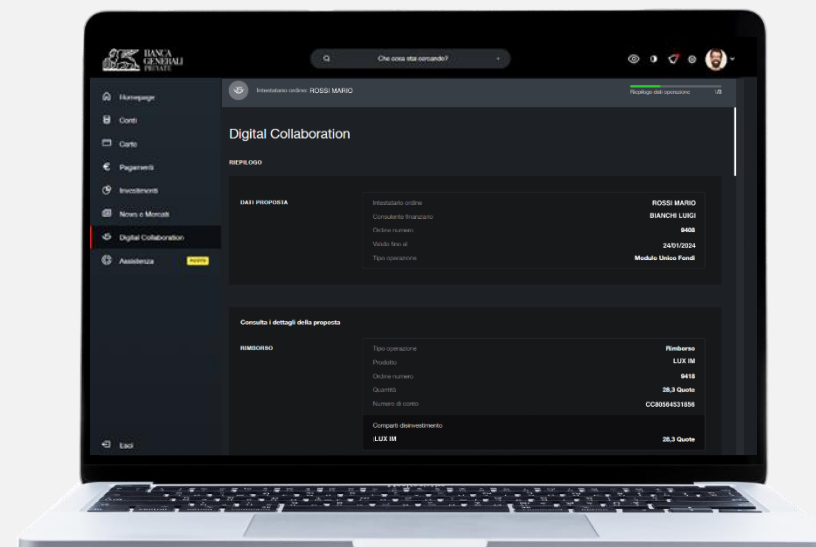 BANCA
GENERALI
PRIVATE
Che cosa stai cercando?
Intestatario ordine: ROSSI MARIO
Riepilogo dati operazione 1/3
Homepage
Conti
Carte
Pagamenti
Investimenti
News e Mercati
Digital Collaboration
Assistenza
Esci
Digital Collaboration
RIEPILOGO
DATI PROPOSTA
Intestatario ordine ROSSI MARIO
Consulente finanziario BIANCHI LUIGI
Ordine numero 9408
Valido fino al 24/01/2024
Tipo operazione Modulo Unico Fondi
Consulta i dettagli della proposta
RIMBORSO
Tipo operazione Rimborso
Prodotto LUX IM
Ordine numero 9418
Quantità 28,3 Quote
Numero di conto CC80564531856
Comparti disinvestimento
LUX IM 28,3 Quote